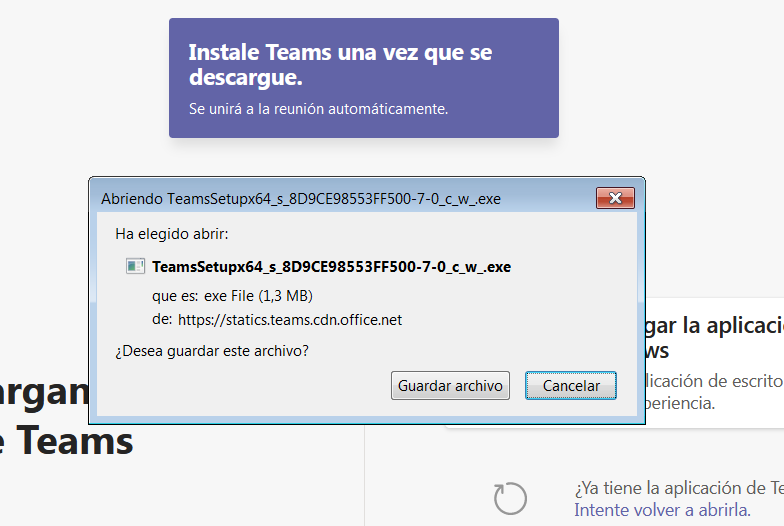 Instale Teams una vez que se
descargue.
Se unirá a la reunión automáticamente.
Abriendo TeamsSetupx64_s_8D9CE98553FF500-7-0_c_w_.exe
Ha elegido abrir:
TeamsSetupx64_s_8D9CE98553FF500-7-0_c_w_.exe
que es: exe File (1,3 MB)
de: https://statics.teams.cdn.office.net
¿Desea guardar este archivo?
Guardar archivo
Cancelar
argam
e Teams
gar la aplicació
ws
licación de escrito
periencia.
¿Ya tiene la aplicación de Te
Intente volver a abrirla.